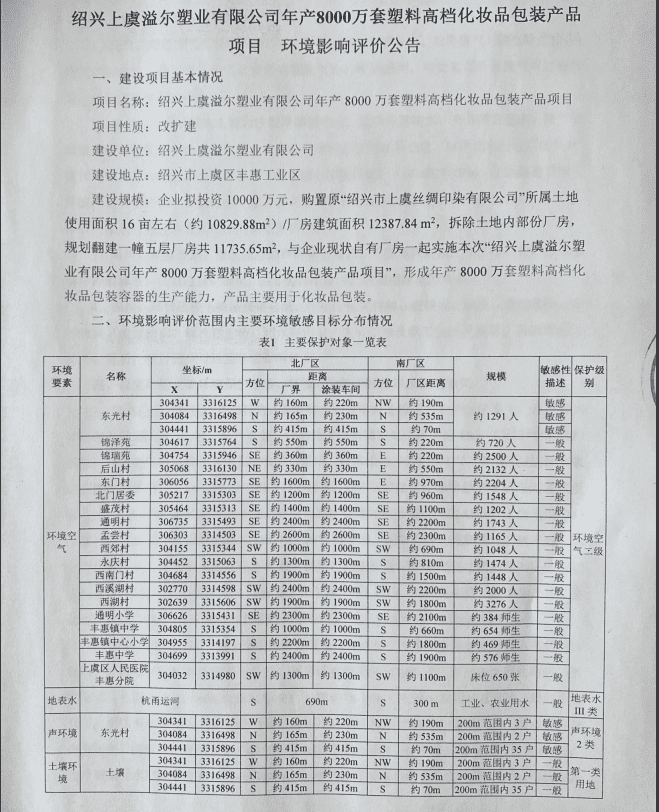 绍兴上虞溢尔塑业有限公司年产8000万套塑料高档化妆品包装产品
项目 环境影响评价公告
一、建设项目基本情况
项目名称：绍兴上虞溢尔塑业有限公司年产 8000 万套塑料高档化妆品包装产品项目
项目性质：改扩建
建设单位：绍兴上虞溢尔塑业有限公司
建设地点：绍兴市上虞区丰惠工业区
建设规模：企业拟投资 10000 万元，购置原“绍兴市上虞丝绸印染有限公司”所属土地
使用面积 16 亩左右（约 10829.88m²）/厂房建筑面积 12387.84 m²，拆除土地内部份厂房，
规划翻建一幢五层厂房共 11735.65m²，与企业现状自有厂房一起实施本次“绍兴上虞溢尔塑
业有限公司年产 8000 万套塑料高档化妆品包装产品项目”，形成年产 8000 万套塑料高档化
妆品包装容器的生产能力，产品主要用于化妆品包装。
二、环境影响评价范围内主要环境敏感目标分布情况
表1 主要保护对象一览表
环境要素 名称 坐标/m 北厂区 南厂区 规模 敏感性描述 保护级别
X Y 方位 距离 方位 厂区距离
厂界 涂装车间
环境空气 东光村 304341 3316125 W 约 160m 约 220m NW 约 190m 约 1291 人 敏感 环境空气二级
304084 3316498 N 约 165m 约 230m N 约 535m 敏感
304441 3315896 S 约 415m 约 415m S 约 70m 敏感
锦泽苑 304617 3315764 S 约 550m 约 550m S 约 220m 约 720 人 一般
锦瑞苑 304754 3315946 SE 约 360m 约 360m E 约 220m 约 2500 人 一般
后山村 305068 3316130 NE 约 330m 约 330m E 约 550m 约 2132 人 一般
东门村 306056 3315773 SE 约 1600m 约 1600m E 约 970m 约 2204 人 一般
北门居委 305217 3315303 SE 约 1200m 约 1200m SE 约 960m 约 1548 人 一般
盛茂村 305464 3315313 SE 约 1400m 约 1400m SE 约 1100m 约 1202 人 一般
通明村 306735 3315493 SE 约 2400m 约 2400m SE 约 2200m 约 1743 人 一般
孟尝村 306303 3314503 SE 约 2600m 约 2600m SE 约 2300m 约 1165 人 一般
西郊村 304155 3315344 SW 约 1000m 约 1000m SW 约 690m 约 1048 人 一般
永庆村 304452 3315063 S 约 1300m 约 1300m S 约 810m 约 1474 人 一般
西南门村 304684 3314556 S 约 1900m 约 1900m S 约 1500m 约 1448 人 一般
西溪湖村 302770 3314598 SW 约 2400m 约 2400m SW 约 2200m 约 2000 人 一般
西湖村 302639 3315606 SW 约 1900m 约 1900m SW 约 1800m 约 3276 人 一般
通明小学 306626 3315431 SE 约 2300m 约 2300m SE 约 2100m 约 384 师生 一般
丰惠镇中学 304805 3315354 S 约 1000m 约 1000m S 约 660m 约 654 师生 一般
丰惠镇中心小学 304955 3314197 S 约 2200m 约 2200m S 约 1800m 约 469 师生 一般
丰惠中学 304699 3313991 S 约 2400m 约 2400m S 约 1900m 约 576 师生 一般
上虞区人民医院丰惠分院 304032 3314980 SW 约 1300m 约 1300m SW 约 1100m 床位 650 张 一般
地表水 杭甬运河 S 690m S 300 m 工业、农业用水 一般 地表水 III 类
声环境 东光村 304341 3316125 W 约 160m 约 220m NW 约 190m 200m 范围内 3 户 敏感 声环境 2 类
304084 3316498 N 约 165m 约 230m N 约 535m 200m 范围内 2 户 敏感
304441 3315896 S 约 415m 约 415m S 约 70m 200m 范围内 35 户 敏感
土壤环境 土壤 304341 3316125 W 约 160m 约 220m NW 约 190m 200m 范围内 3 户 一般 第一类用地
304084 3316498 N 约 165m 约 230m N 约 535m 200m 范围内 2 户 一般
304441 3315896 S 约 415m 约 415m S 约 70m 200m 范围内 35 户 一般